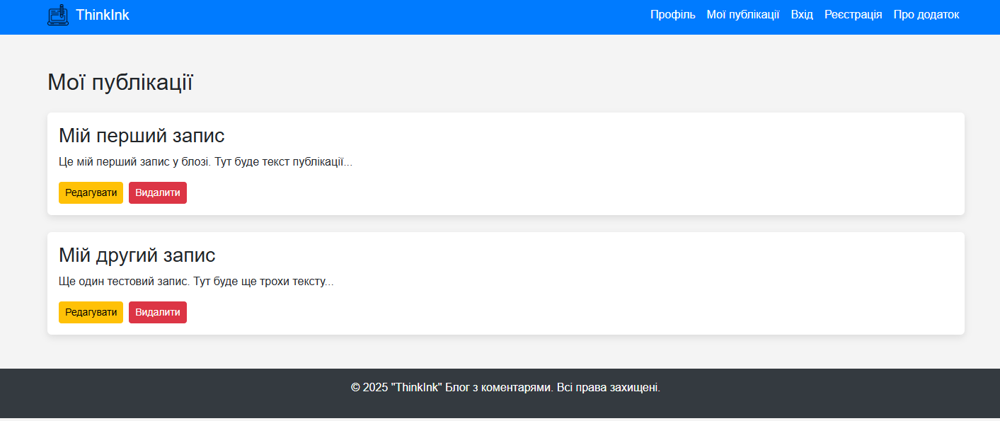 ThinkInk Профіль Мої публікації Вхід Реєстрація Про додаток
Мої публікації
Мій перший запис
Це мій перший запис у блозі. Тут буде текст публікації...
Редагувати Видалити
Мій другий запис
Ще один тестовий запис. Тут буде ще трохи тексту...
Редагувати Видалити
© 2025 "ThinkInk" Блог з коментарями. Всі права захищені.